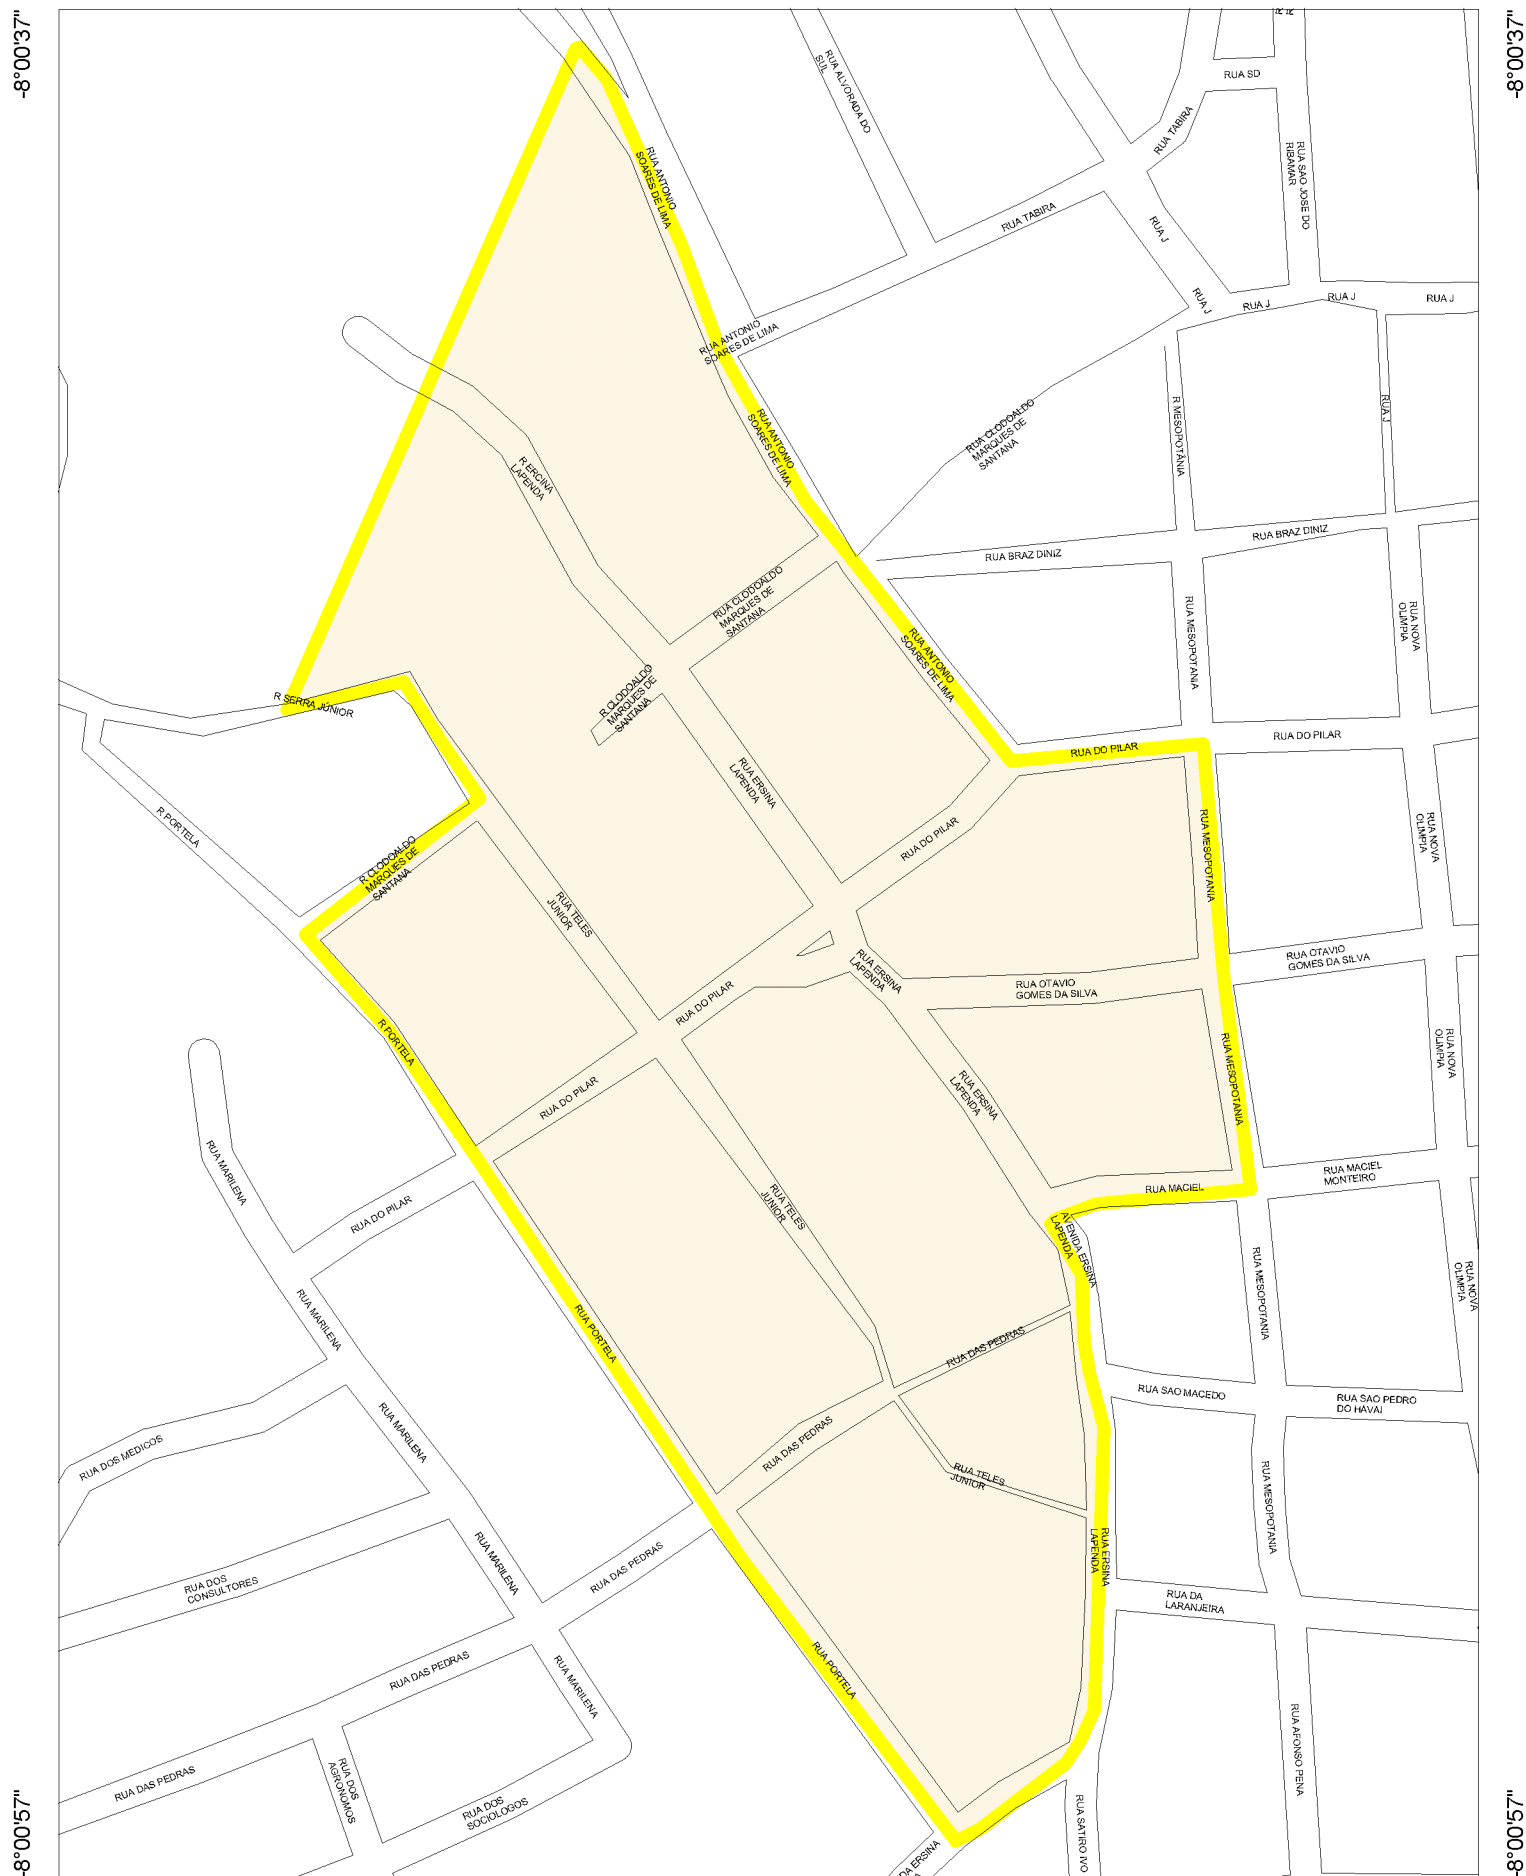 -8°00'37"
-8°00'37"
RUA SD
RUA ALVORADA DO
SUL
RUA TABIRA
RUA SAO JOSE DO
RIBAMAR
RUA ANTONIO
SOARES DE LIMA
RUA TABIRA
RUA J
RUA J
RUA J
RUA J
RUA J
RUA ANTONIO
SOARES DE LIMA
RUA J
R MESOPOTÂNIA
RUA CLODOALDO
MARQUES DE
SANTANA
RUA ANTONIO
SOARES DE LIMA
R ERCINA
LAPENDA
RUA BRAZ DINIZ
RUA BRAZ DINIZ
RUA CLODOALDO
MARQUES DE
SANTANA
RUA MESOPOTANIA
RUA NOVA
OLIMPIA
RUA ANTONIO
SOARES DE LIMA
R CLODOALDO
MARQUES DE
SANTANA
R SERRA JÚNIOR
RUA DO PILAR
RUA DO PILAR
RUA ERSINA
LAPENDA
R PORTELA
RUA DO PILAR
RUA MESOPOTANIA
RUA NOVA
OLIMPIA
R CLODOALDO
MARQUES DE
SANTANA
RUA TELES
JUNIOR
RUA ERSINA
LAPENDA
RUA OTAVIO
GOMES DA SILVA
RUA OTAVIO
GOMES DA SILVA
RUA DO PILAR
R PORTELA
RUA NOVA
OLIMPIA
RUA MESOPOTANIA
RUA ERSINA
LAPENDA
RUA DO PILAR
RUA MARILENA
RUA MACIEL
MONTEIRO
RUA MACIEL
RUA DO PILAR
RUA TELES
JUNIOR
AVENIDA ERSINA
LAPENDA
RUA MESOPOTANIA
RUA NOVA
OLIMPIA
RUA MARILENA
RUA PORTELA
RUA DAS PEDRAS
RUA SAO MACEDO
RUA SAO PEDRO
DO HAVAI
RUA MARILENA
RUA DAS PEDRAS
RUA DOS MEDICOS
RUA TELES
JUNIOR
RUA MESOPOTANIA
RUA ERSINA
LAPENDA
RUA MARILENA
RUA DAS PEDRAS
RUA DOS
CONSULTORES
RUA DA
LARANJEIRA
RUA DAS PEDRAS
RUA MARILENA
RUA PORTELA
RUA AFONSO PENA
RUA DAS PEDRAS
RUA DOS
AGRONOMOS
RUA DOS
SOCIOLOGOS
RUA SATIRO IVO
DA ERSINA
-8°00'57"
-8°00'57"